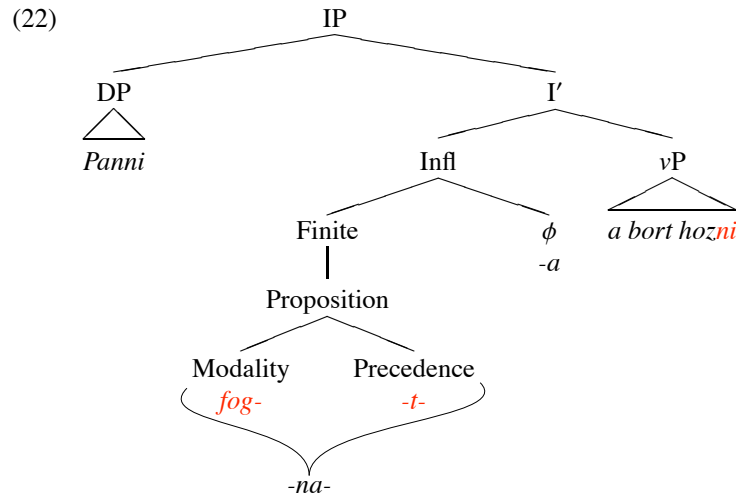 (22) IP
DP I′
Panni Infl vP
Finite ϕ a bort hozni
-a
Proposition
Modality Precedence
fog- -t-
-na-